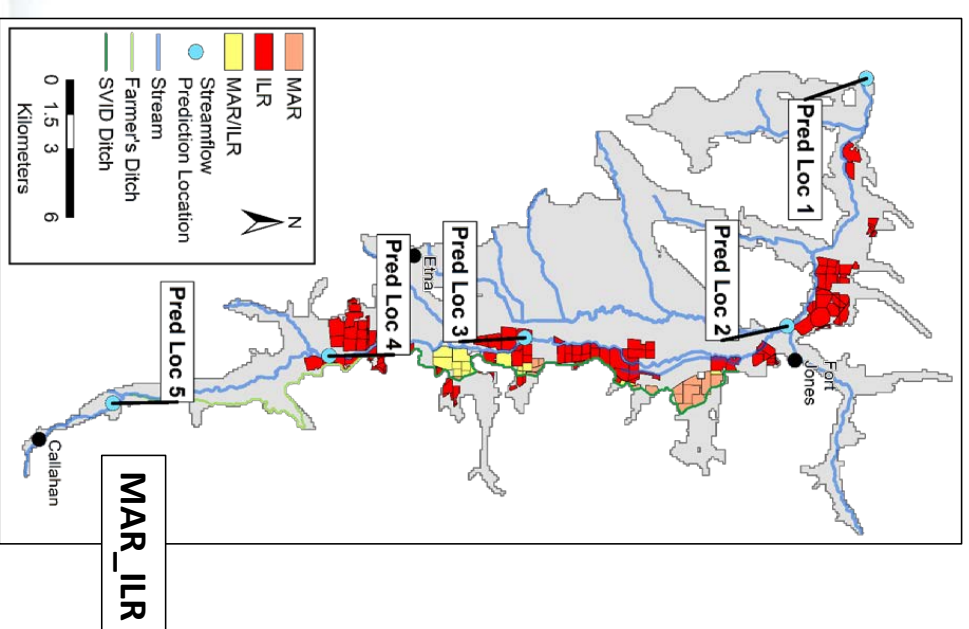 MAR
ILR
MAR/ILR
Streamflow
Prediction Location
Stream
Farmer's Ditch
SVID Ditch
N
0 1.5 3 6
Kilometers
Pred Loc 1
Pred Loc 2
Fort
Jones
Pred Loc 3
Etna
Pred Loc 4
Pred Loc 5
Callahan
MAR_ILR